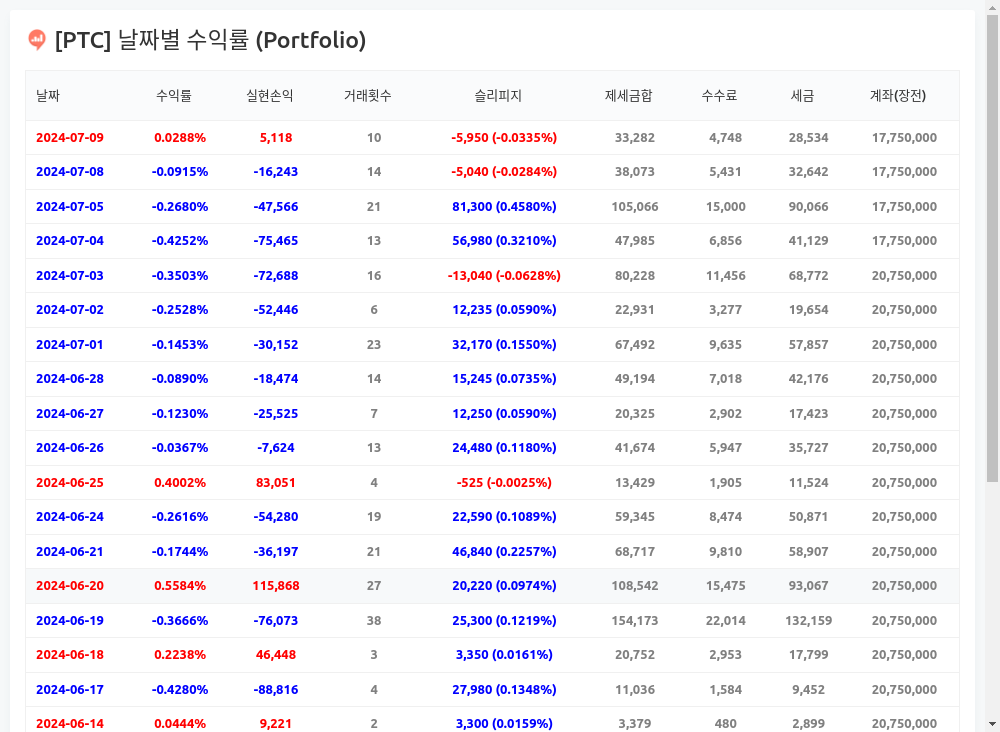 [PTC] 날짜별 수익률 (Portfolio)
날짜 수익률 실현손익 거래횟수 슬리피지 제세금합 수수료 세금 계좌(장전)
2024-07-09 0.0288% 5,118 10 -5,950 (-0.0335%) 33,282 4,748 28,534 17,750,000
2024-07-08 -0.0915% -16,243 14 -5,040 (-0.0284%) 38,073 5,431 32,642 17,750,000
2024-07-05 -0.2680% -47,566 21 81,300 (0.4580%) 105,066 15,000 90,066 17,750,000
2024-07-04 -0.4252% -75,465 13 56,980 (0.3210%) 47,985 6,856 41,129 17,750,000
2024-07-03 -0.3503% -72,688 16 -13,040 (-0.0628%) 80,228 11,456 68,772 20,750,000
2024-07-02 -0.2528% -52,446 6 12,235 (0.0590%) 22,931 3,277 19,654 20,750,000
2024-07-01 -0.1453% -30,152 23 32,170 (0.1550%) 67,492 9,635 57,857 20,750,000
2024-06-28 -0.0890% -18,474 14 15,245 (0.0735%) 49,194 7,018 42,176 20,750,000
2024-06-27 -0.1230% -25,525 7 12,250 (0.0590%) 20,325 2,902 17,423 20,750,000
2024-06-26 -0.0367% -7,624 13 24,480 (0.1180%) 41,674 5,947 35,727 20,750,000
2024-06-25 0.4002% 83,051 4 -525 (-0.0025%) 13,429 1,905 11,524 20,750,000
2024-06-24 -0.2616% -54,280 19 22,590 (0.1089%) 59,345 8,474 50,871 20,750,000
2024-06-21 -0.1744% -36,197 21 46,840 (0.2257%) 68,717 9,810 58,907 20,750,000
2024-06-20 0.5584% 115,868 27 20,220 (0.0974%) 108,542 15,475 93,067 20,750,000
2024-06-19 -0.3666% -76,073 38 25,300 (0.1219%) 154,173 22,014 132,159 20,750,000
2024-06-18 0.2238% 46,448 3 3,350 (0.0161%) 20,752 2,953 17,799 20,750,000
2024-06-17 -0.4280% -88,816 4 27,980 (0.1348%) 11,036 1,584 9,452 20,750,000
2024-06-14 0.0444% 9,221 2 3,300 (0.0159%) 3,379 480 2,899 20,750,000